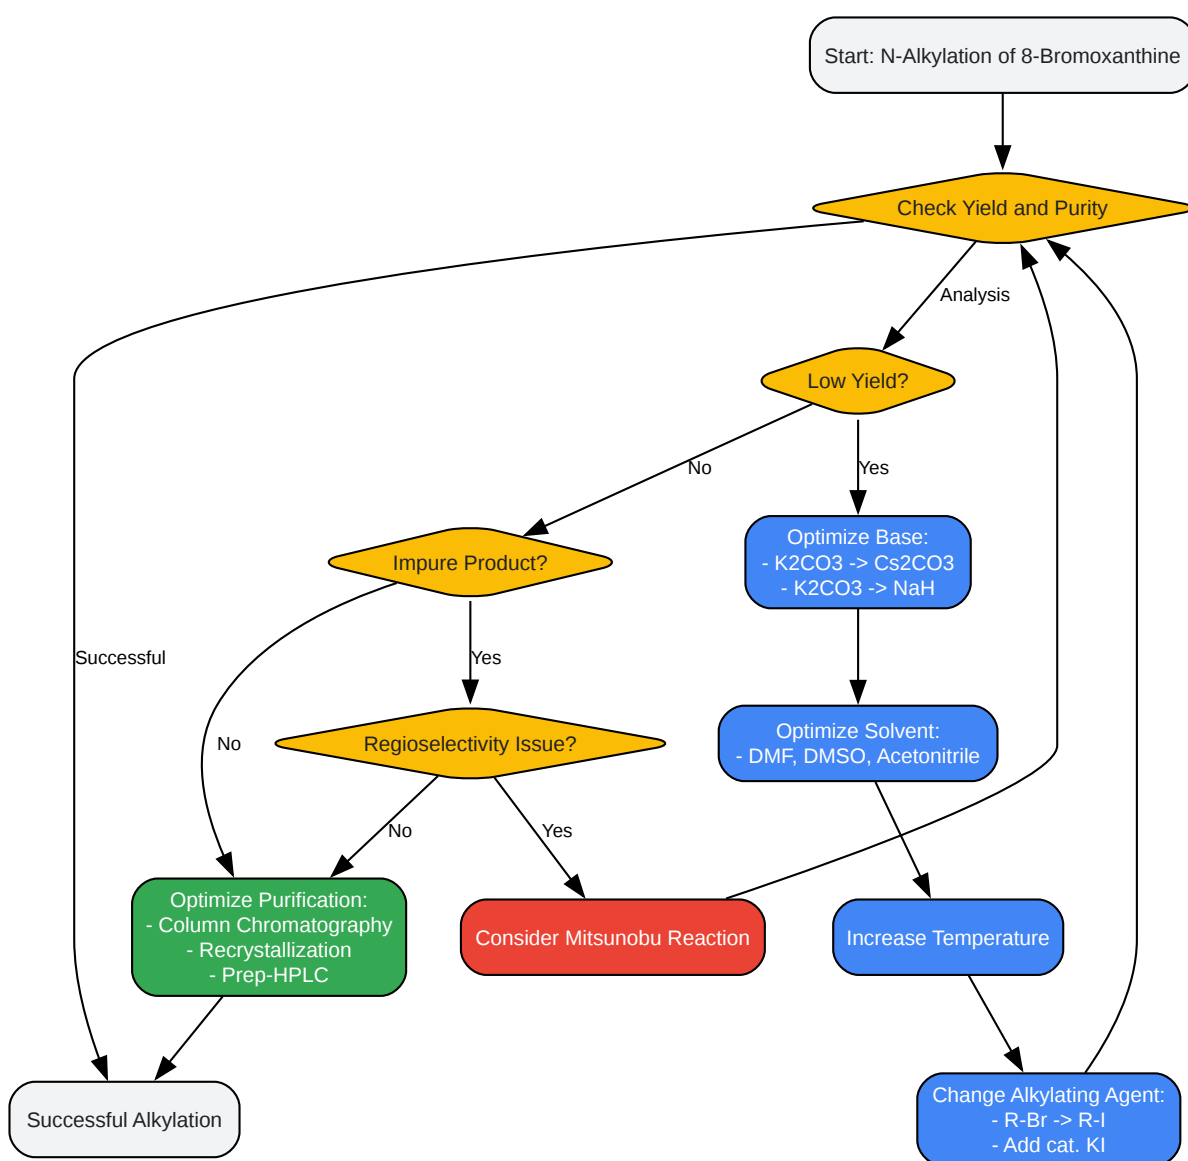 Start: N-Alkylation of 8-Bromoxanthine
Check Yield and Purity
Analysis
Low Yield?
No
Yes
Optimize Base:
- K2CO3 -> Cs2CO3
- K2CO3 -> NaH
Impure Product?
Successful
Yes
Optimize Solvent:
- DMF, DMSO, Acetonitrile
No
Regioselectivity Issue?
No
Yes
Optimize Purification:
- Column Chromatography
- Recrystallization
- Prep-HPLC
Consider Mitsunobu Reaction
Increase Temperature
Successful Alkylation
Change Alkylating Agent:
- R-Br -> R-I
- Add cat. KI